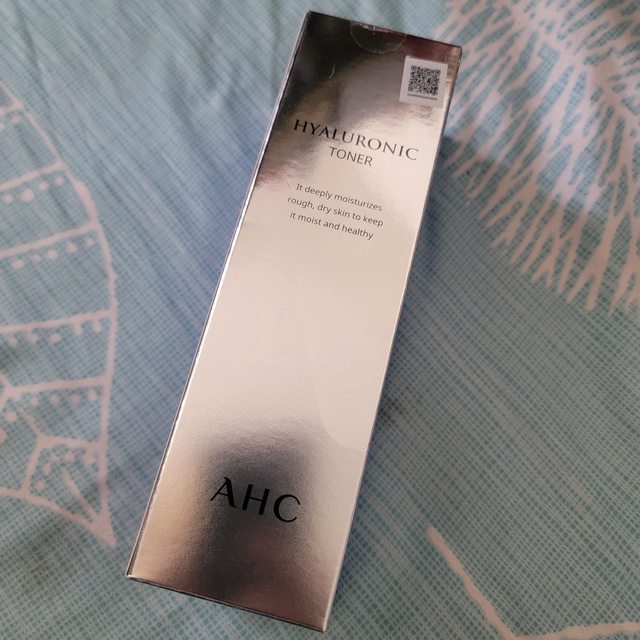 HYALURONIC
TONER
It deeply moisturizes
rough, dry skin to keep
it moist and healthy
AHC